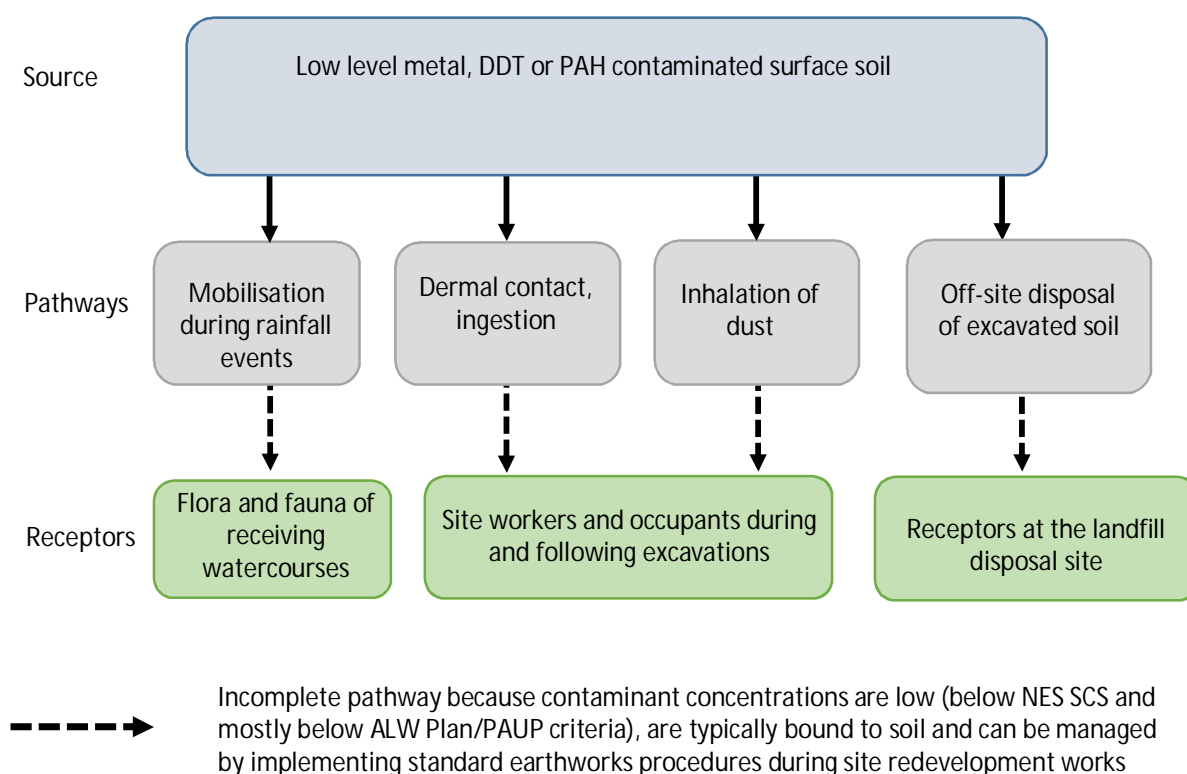 Source
Low level metal, DDT or PAH contaminated surface soil
Pathways
Mobilisation
during rainfall
events
Dermal contact,
ingestion
Inhalation of
dust
Off-site disposal
of excavated soil
Receptors
Flora and fauna of
receiving
watercourses
Site workers and occupants during
and following excavations
Receptors at the landfill
disposal site
Incomplete pathway because contaminant concentrations are low (below NES SCS and
mostly below ALW Plan/PAUP criteria), are typically bound to soil and can be managed
by implementing standard earthworks procedures during site redevelopment works